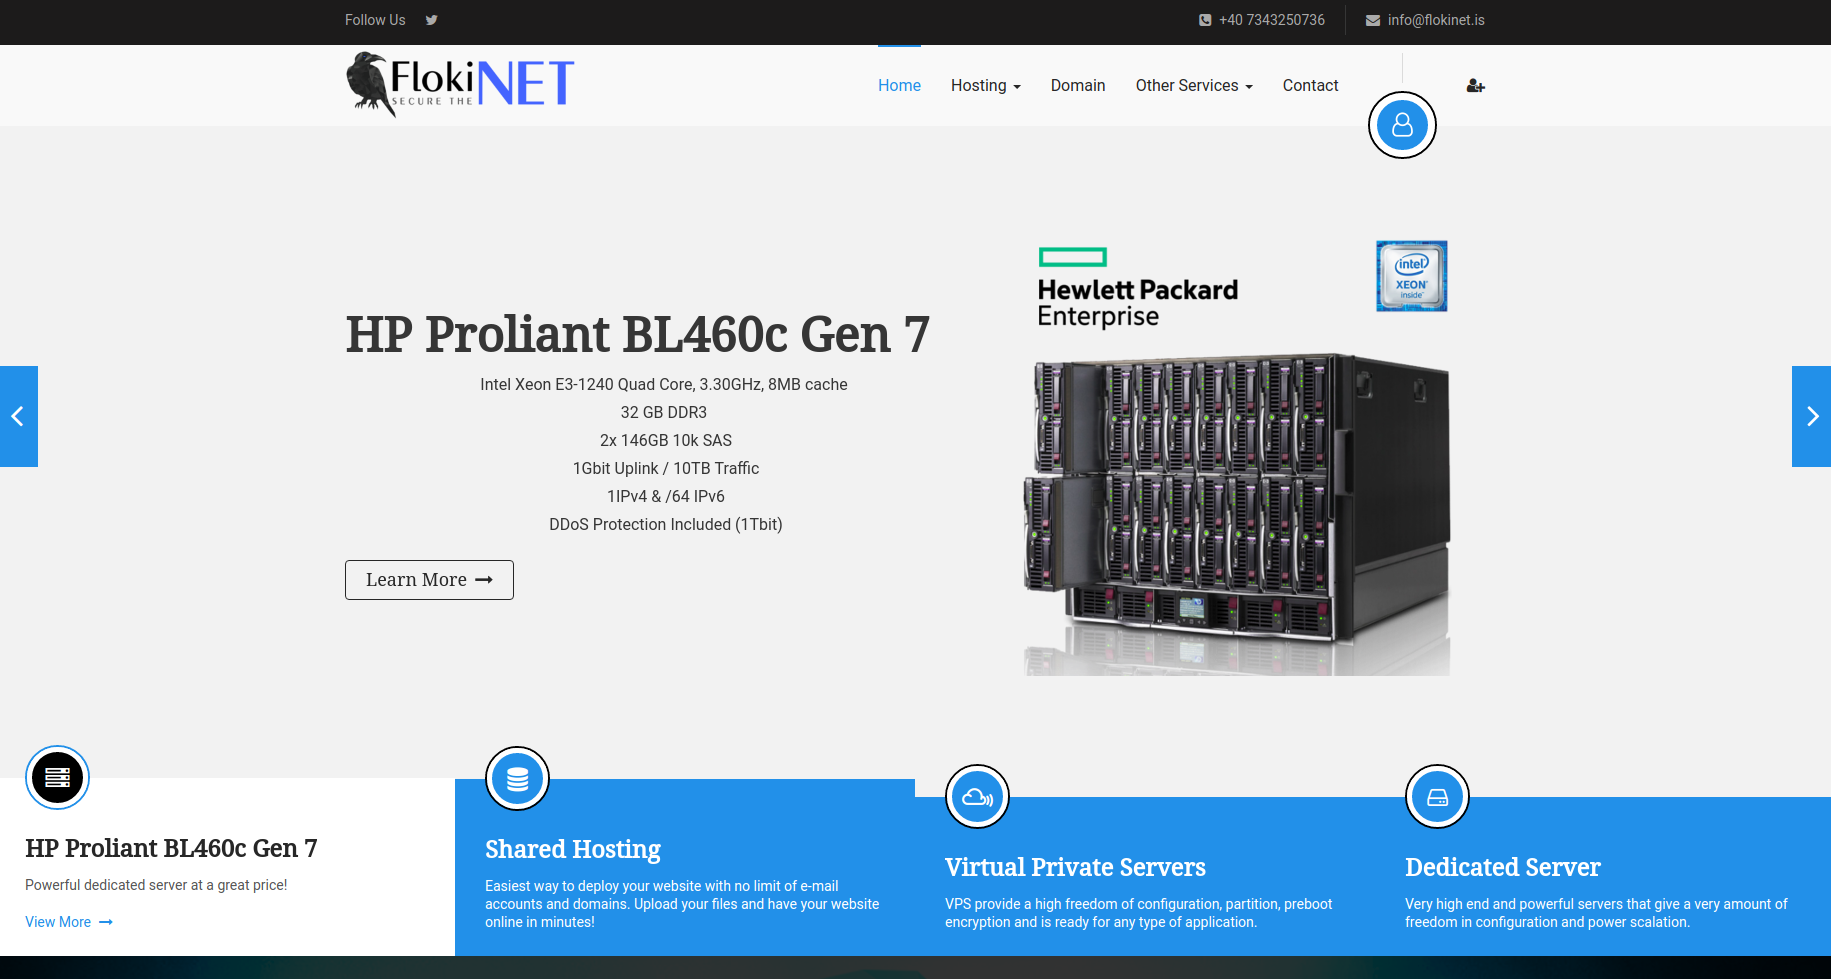 Follow Us
+40 7343250736
info@flokinet.is
FlokiNET
SECURE THE
Home
Hosting
Domain
Other Services
Contact
HP Proliant BL460c Gen 7
Intel Xeon E3-1240 Quad Core, 3.30GHz, 8MB cache
32 GB DDR3
2x 146GB 10k SAS
1Gbit Uplink / 10TB Traffic
1IPv4 & /64 IPv6
DDoS Protection Included (1Tbit)
Learn More
Hewlett Packard
Enterprise
intel
XEON
inside
HP Proliant BL460c Gen 7
Powerful dedicated server at a great price!
View More
Shared Hosting
Easiest way to deploy your website with no limit of e-mail
accounts and domains. Upload your files and have your website
online in minutes!
Virtual Private Servers
VPS provide a high freedom of configuration, partition, preboot
encryption and is ready for any type of application.
Dedicated Server
Very high end and powerful servers that give a very amount of
freedom in configuration and power scalation.